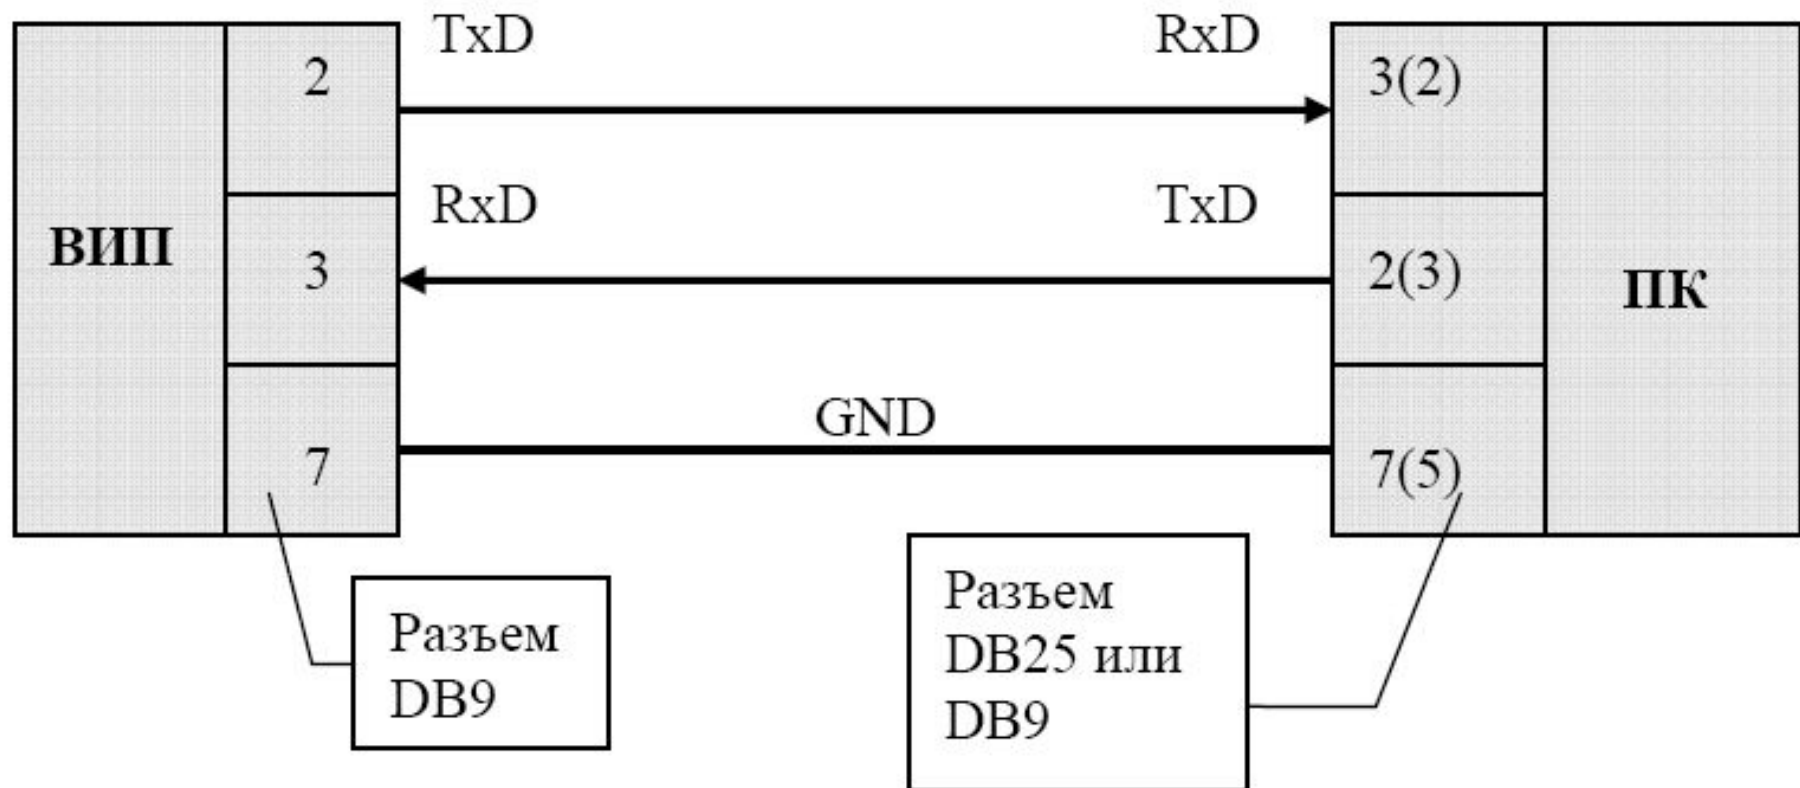 TxD
RxD
2
3(2)
RxD
TxD
ВИП
3
2(3)
ПК
GND
7
7(5)
Разъем
DB9
Разъем
DB25 или
DB9